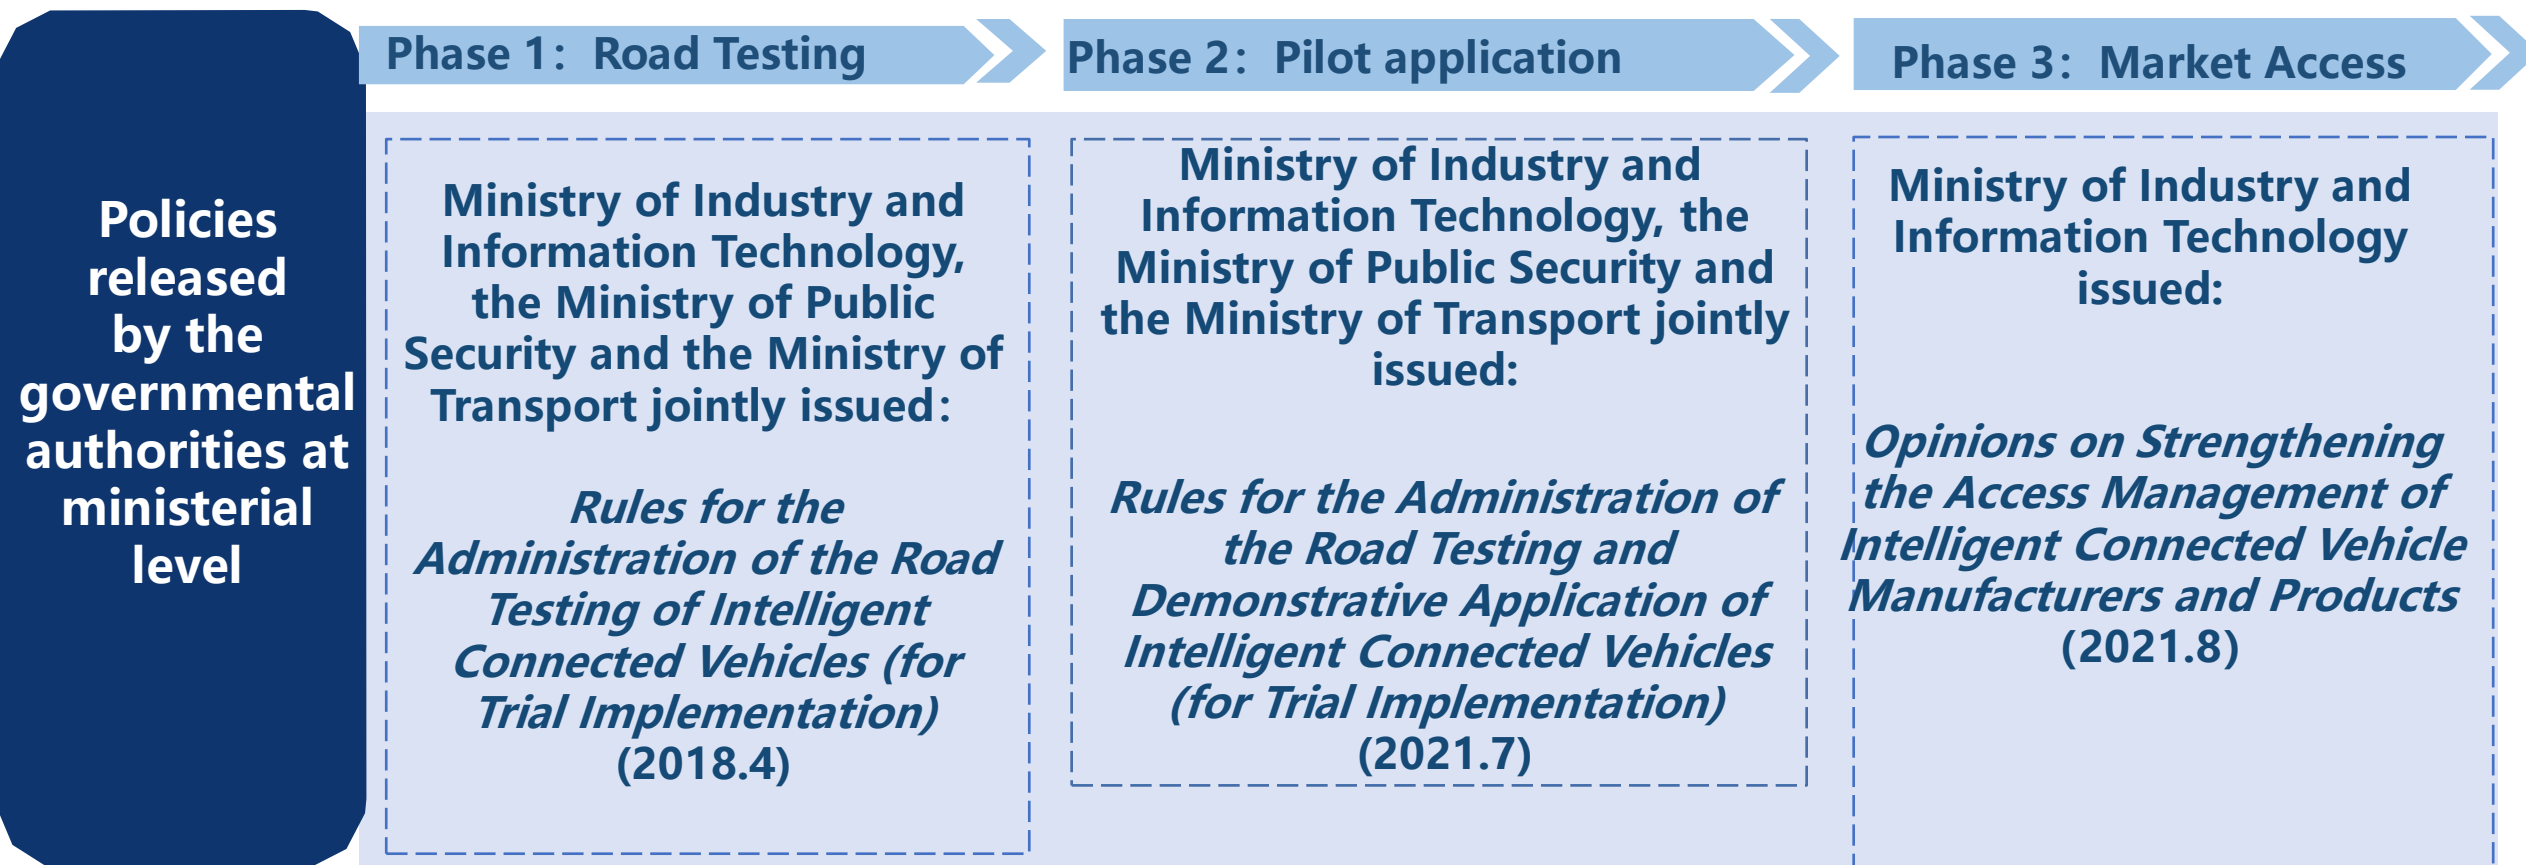 Policies
released
by the
governmental
authorities at
ministerial
level
Phase 1：Road Testing
Ministry of Industry and
Information Technology,
the Ministry of Public
Security and the Ministry of
Transport jointly issued：
Rules for the
Administration of the Road
Testing of Intelligent
Connected Vehicles (for
Trial Implementation)
(2018.4)
Phase 2：Pilot application
Ministry of Industry and
Information Technology, the
Ministry of Public Security and
the Ministry of Transport jointly
issued:
Rules for the Administration of
the Road Testing and
Demonstrative Application of
Intelligent Connected Vehicles
(for Trial Implementation)
(2021.7)
Phase 3：Market Access
Ministry of Industry and
Information Technology
issued:
Opinions on Strengthening
the Access Management of
Intelligent Connected Vehicle
Manufacturers and Products
(2021.8)